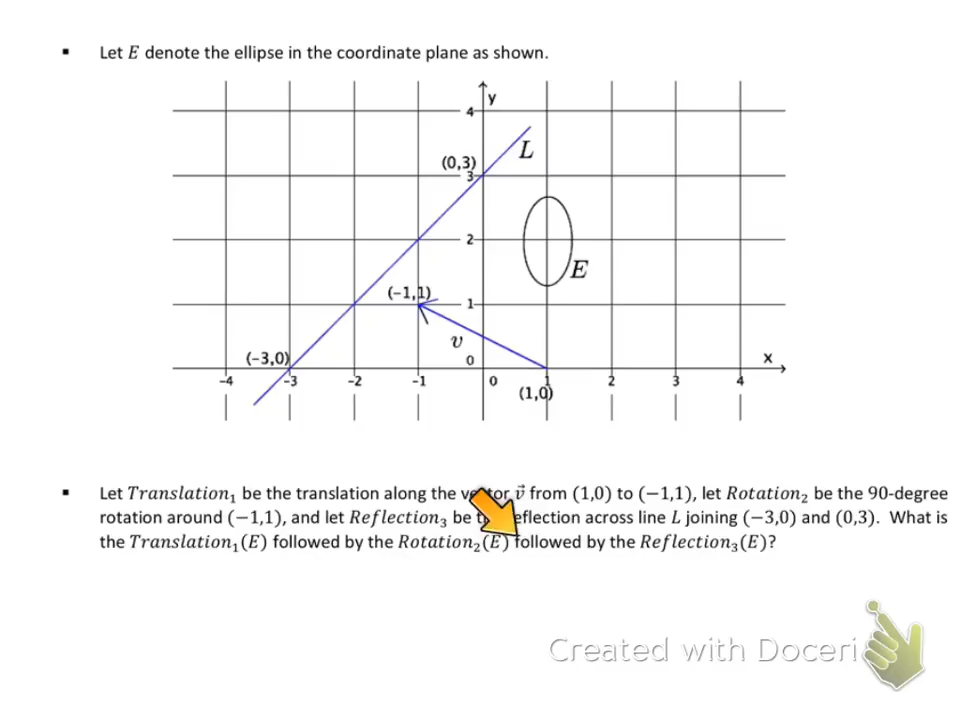 ▪ Let E denote the ellipse in the coordinate plane as shown.
y
4
L
(0,3)
3
2
E
(−1,1)
1
v
0
(−3,0)
x
−4 −3 −2 −1 0 1 2 3 4
(1,0)
▪ Let Translation₁ be the translation along the vector v⃗ from (1,0) to (−1,1), let Rotation₂ be the 90-degree
rotation around (−1,1), and let Reflection₃ be the reflection across line L joining (−3,0) and (0,3). What is
the Translation₁(E) followed by the Rotation₂(E) followed by the Reflection₃(E)?
Created with Doceri